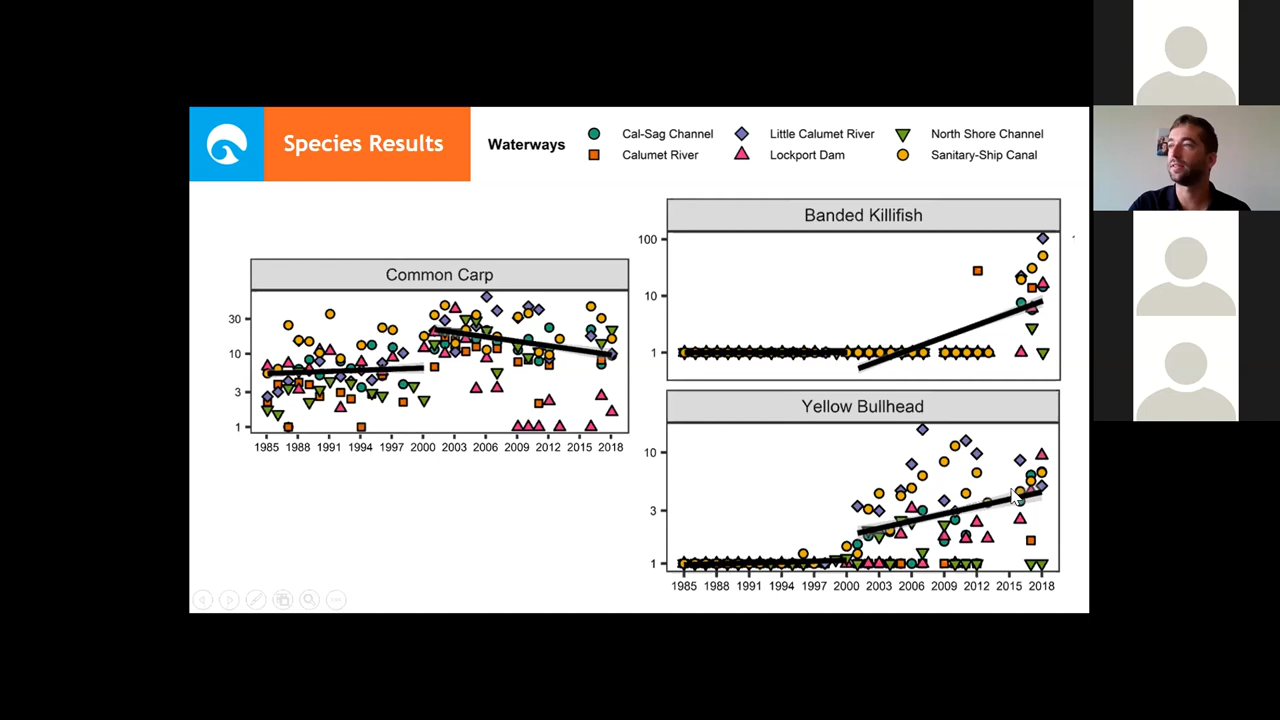 Species Results
Waterways
Cal-Sag Channel
Little Calumet River
North Shore Channel
Calumet River
Lockport Dam
Sanitary-Ship Canal
Common Carp
30
10
3
1
1985 1988 1991 1994 1997 2000 2003 2006 2009 2012 2015 2018
Banded Killifish
100
10
1
Yellow Bullhead
10
3
1
1985 1988 1991 1994 1997 2000 2003 2006 2009 2012 2015 2018